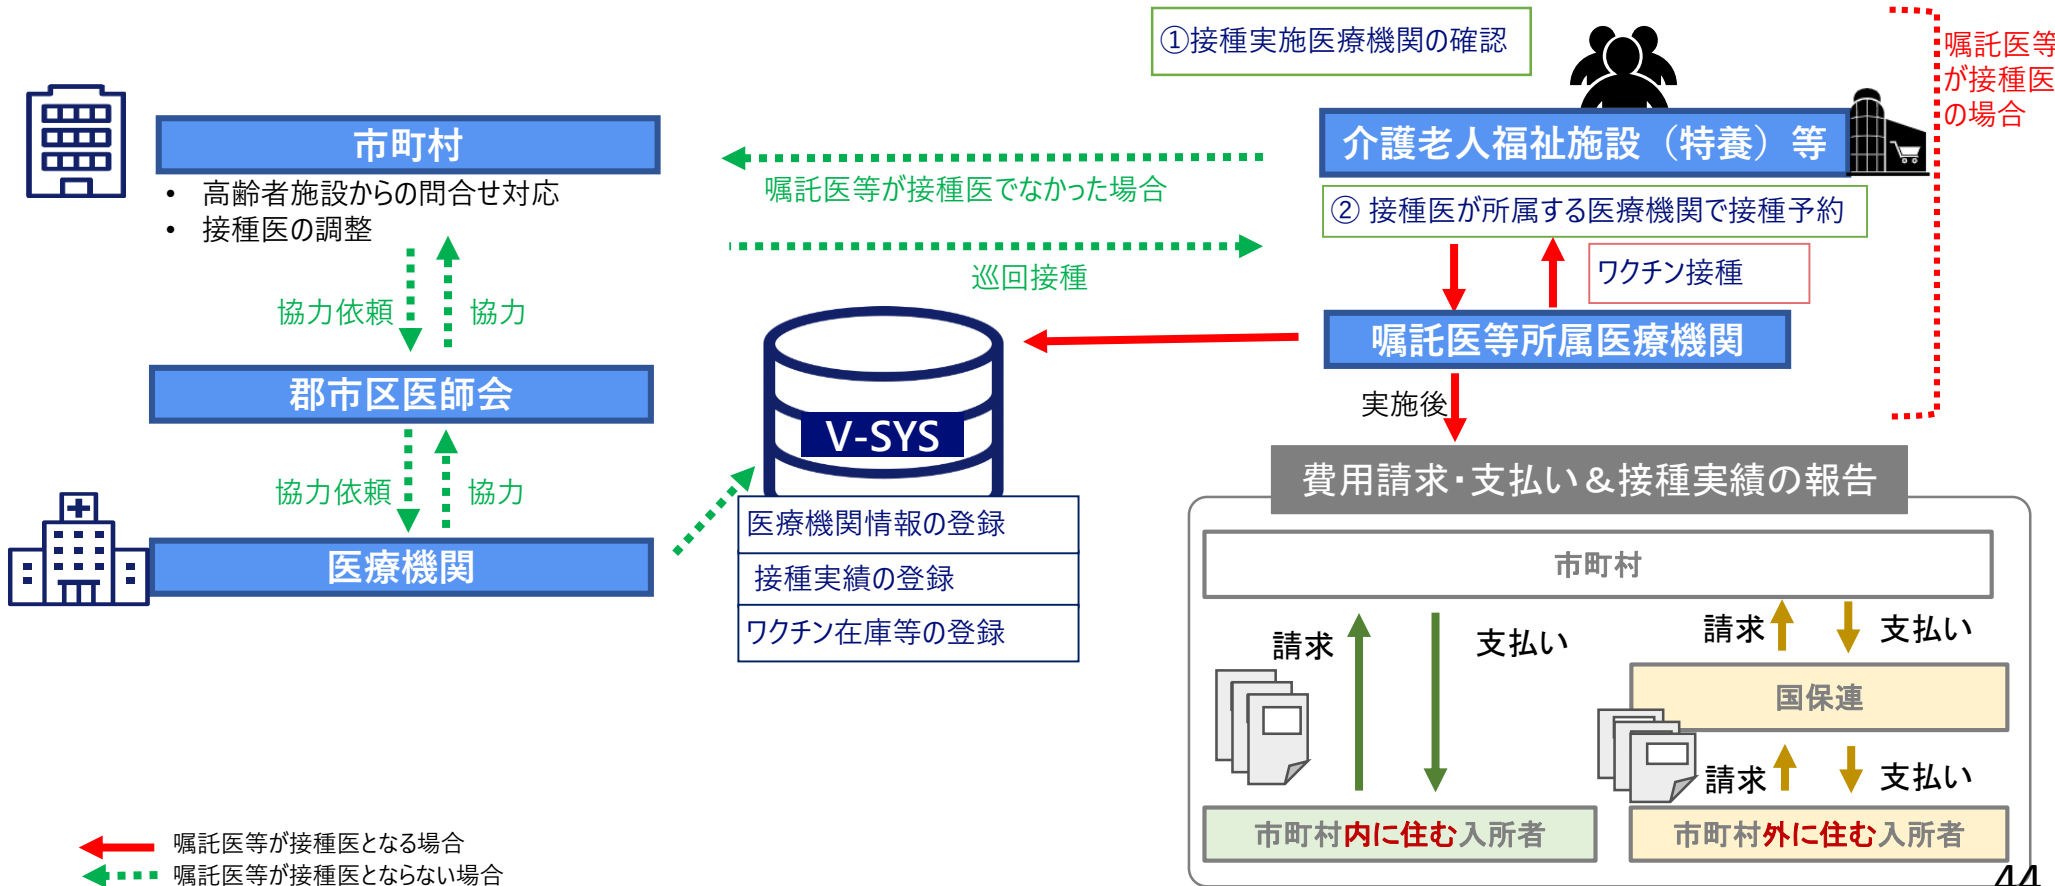 ①接種実施医療機関の確認
嘱託医等
が接種医
の場合
市町村
• 高齢者施設からの問合せ対応
• 接種医の調整
介護老人福祉施設（特養）等
嘱託医等が接種医でなかった場合
② 接種医が所属する医療機関で接種予約
巡回接種
ワクチン接種
協力依頼
協力
嘱託医等所属医療機関
郡市区医師会
実施後
V-SYS
協力依頼
協力
医療機関
医療機関情報の登録
接種実績の登録
ワクチン在庫等の登録
費用請求・支払い＆接種実績の報告
市町村
請求
支払い
請求
支払い
国保連
請求
支払い
市町村内に住む入所者
市町村外に住む入所者
嘱託医等が接種医となる場合
嘱託医等が接種医とならない場合
44